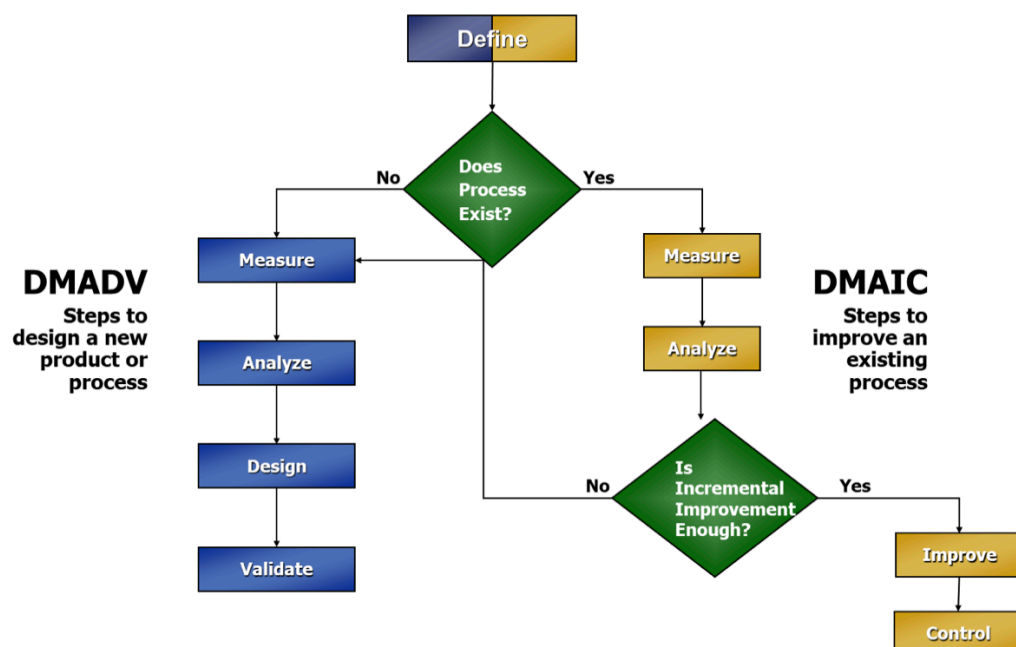 Define
Does
Process
Exist?
No
Yes
Measure
Measure
DMADV
Steps to
design a new
product or
process
DMAIC
Steps to
improve an
existing
process
Analyze
Analyze
Design
Is
Incremental
Improvement
Enough?
No
Yes
Validate
Improve
Control